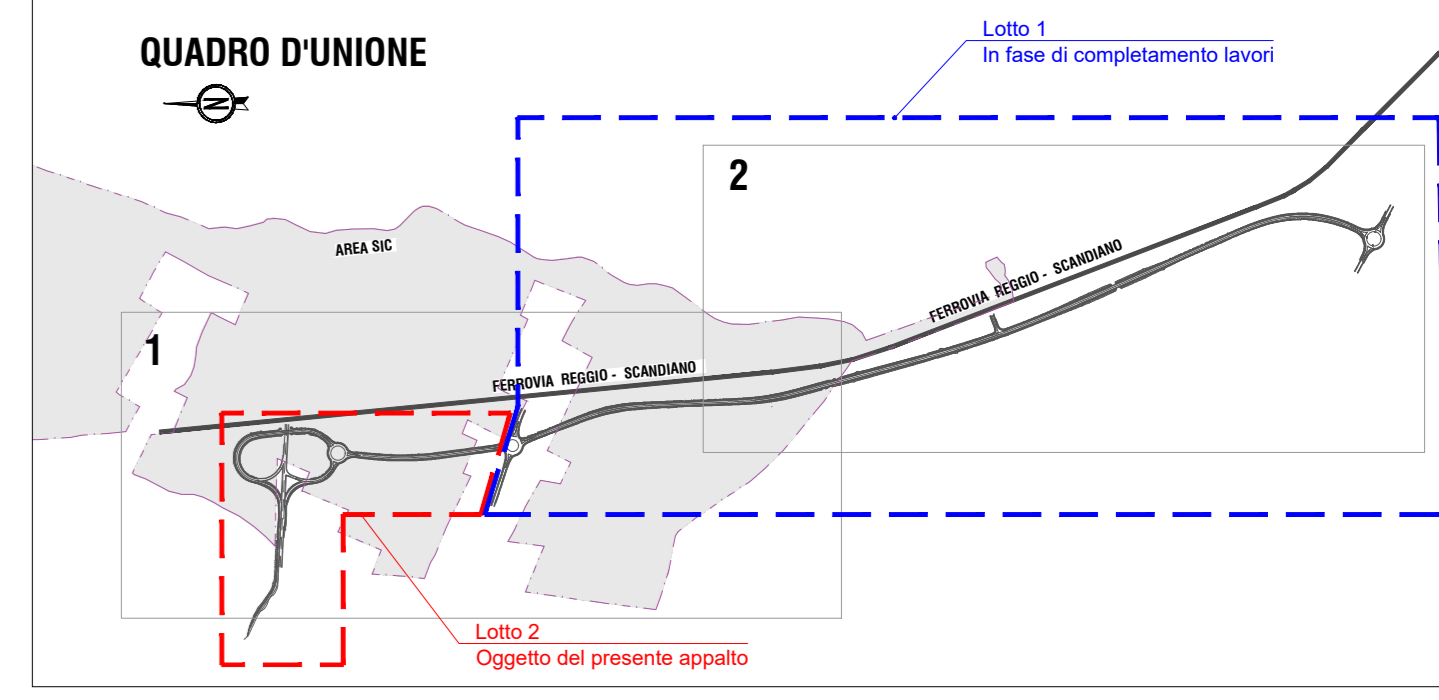 QUADRO D'UNIONE
N
Lotto 1
In fase di completamento lavori
2
AREA SIC
FERROVIA REGGIO - SCANDIANO
1
FERROVIA REGGIO - SCANDIANO
Lotto 2
Oggetto del presente appalto